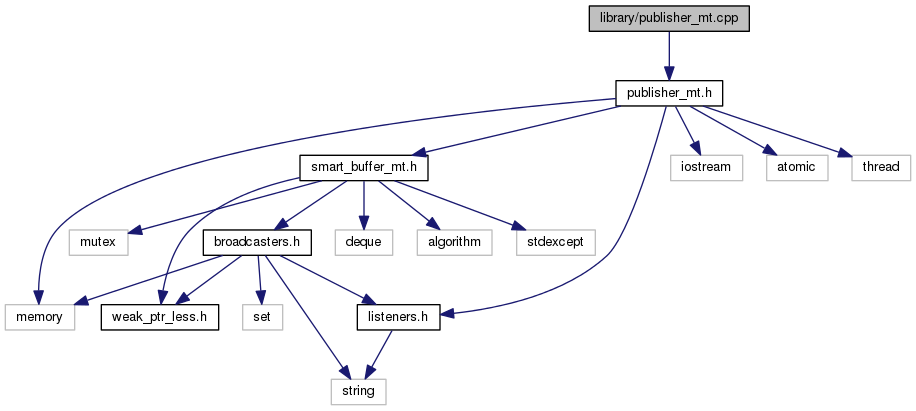 library/publisher_mt.cpp
publisher_mt.h
smart_buffer_mt.h
iostream
atomic
thread
mutex
broadcasters.h
deque
algorithm
stdexcept
memory
weak_ptr_less.h
set
listeners.h
string